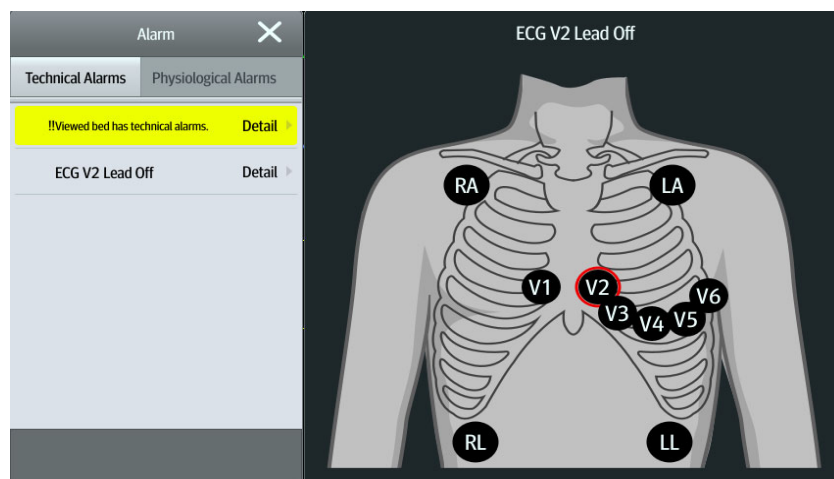 Alarm
Technical Alarms Physiological Alarms
!!Viewed bed has technical alarms. Detail
ECG V2 Lead Off Detail
ECG V2 Lead Off
RA LA
V1 V2 V6
V3 V4 V5
RL LL